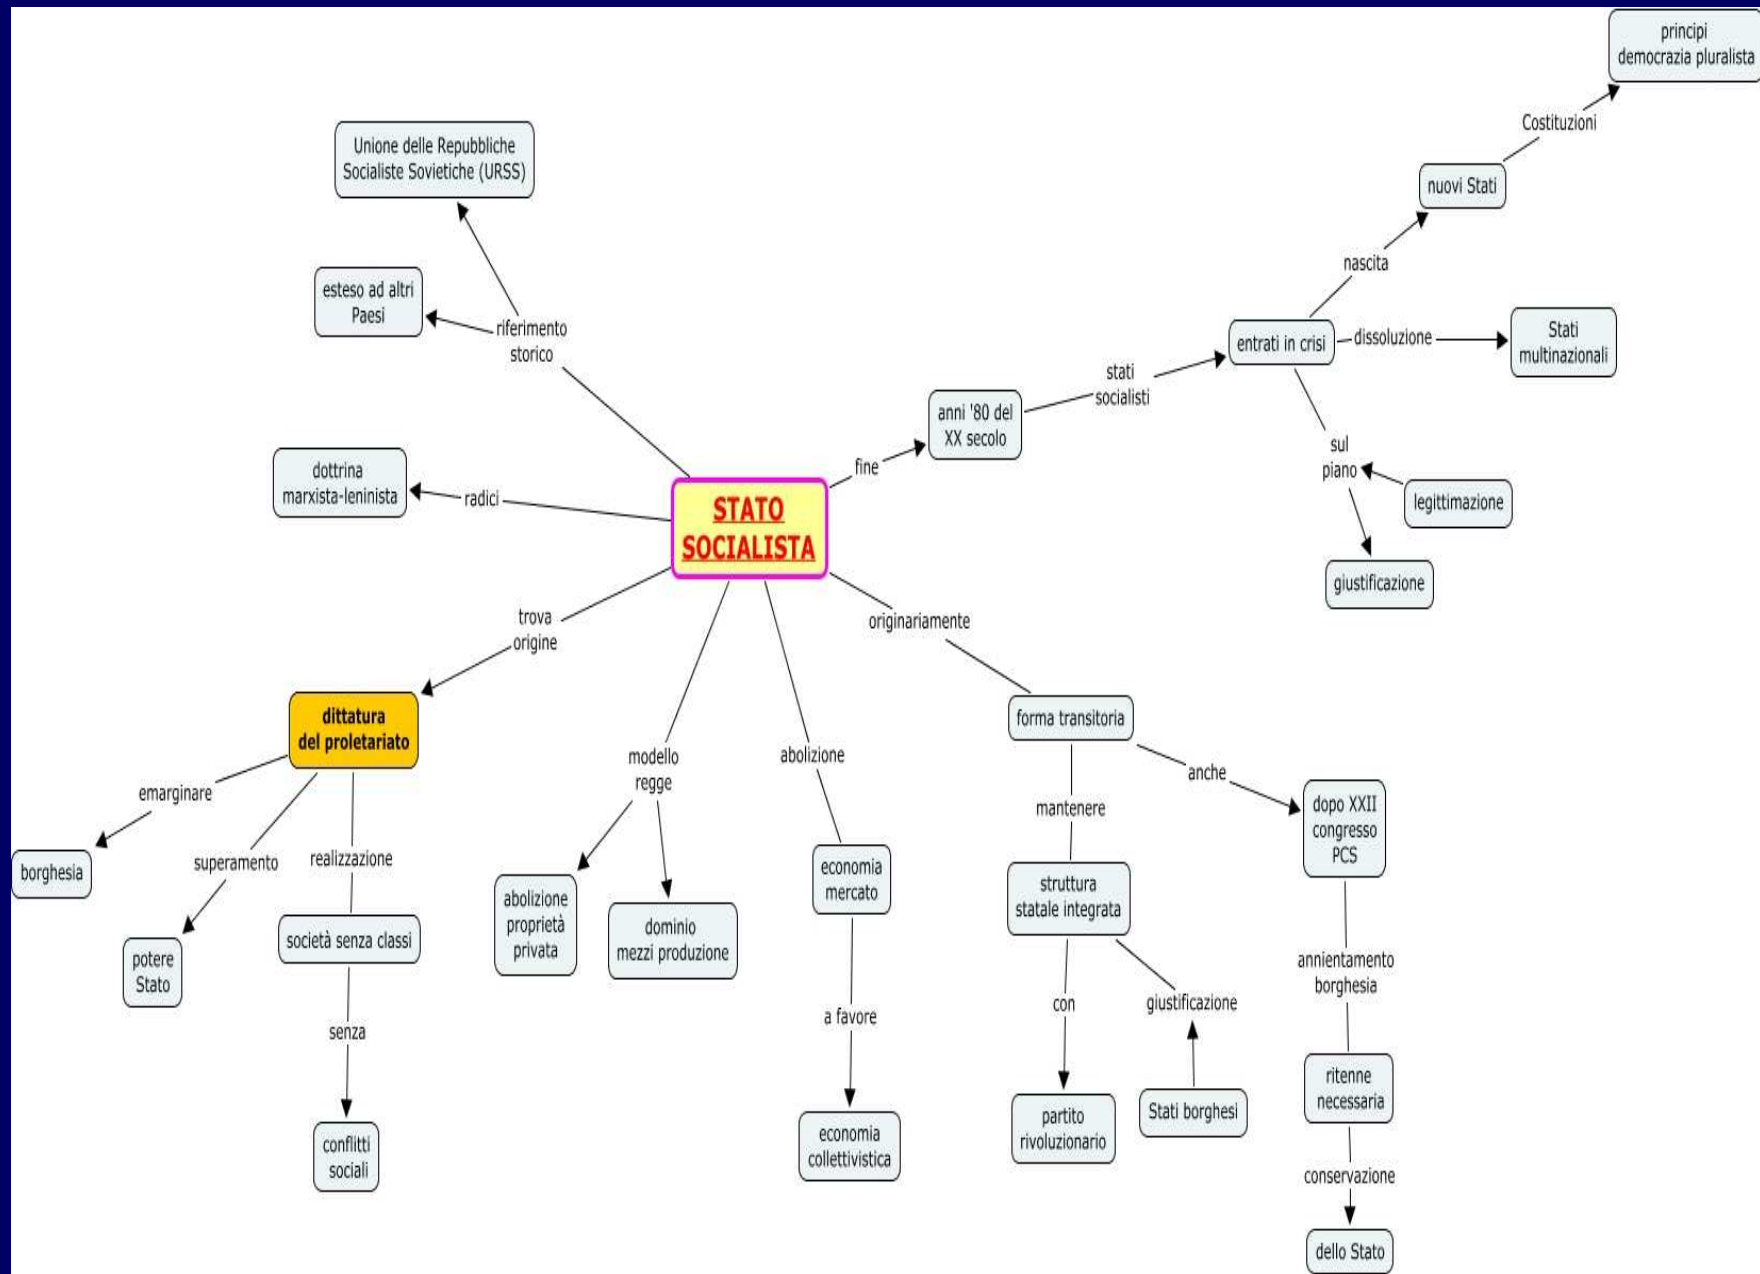 principi
democrazia pluralista
Costituzioni
nuovi Stati
nascita
Unione delle Repubbliche
Socialiste Sovietiche (URSS)
esteso ad altri
Paesi
riferimento
storico
entrati in crisi
dissoluzione
Stati
multinazionali
stati
socialisti
anni '80 del
XX secolo
fine
sul
piano
legittimazione
giustificazione
dottrina
marxista-leninista
radici
STATO
SOCIALISTA
trova
origine
originariamente
dittatura
del proletariato
emarginare
borghesia
superamento
potere
Stato
realizzazione
società senza classi
senza
conflitti
sociali
modello
regge
abolizione
proprietà
privata
dominio
mezzi produzione
abolizione
economia
mercato
a favore
economia
collettivistica
forma transitoria
mantenere
struttura
statale integrata
con
partito
rivoluzionario
giustificazione
Stati borghesi
anche
dopo XXII
congresso
PCS
annientamento
borghesia
ritenne
necessaria
conservazione
dello Stato